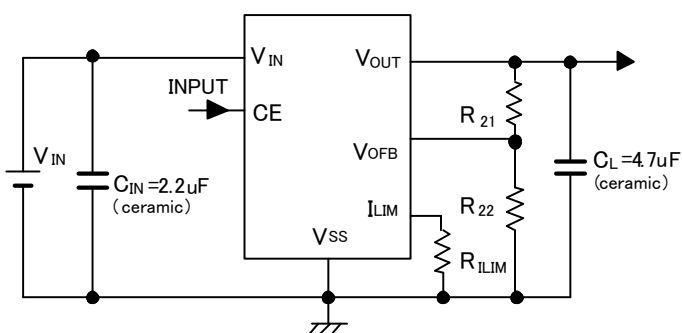 VIN
VOUT
INPUT
CE
R21
VIN
VOFB
CL=4.7uF
(ceramic)
CIN=2.2uF
(ceramic)
ILIM
R22
VSS
RILIM